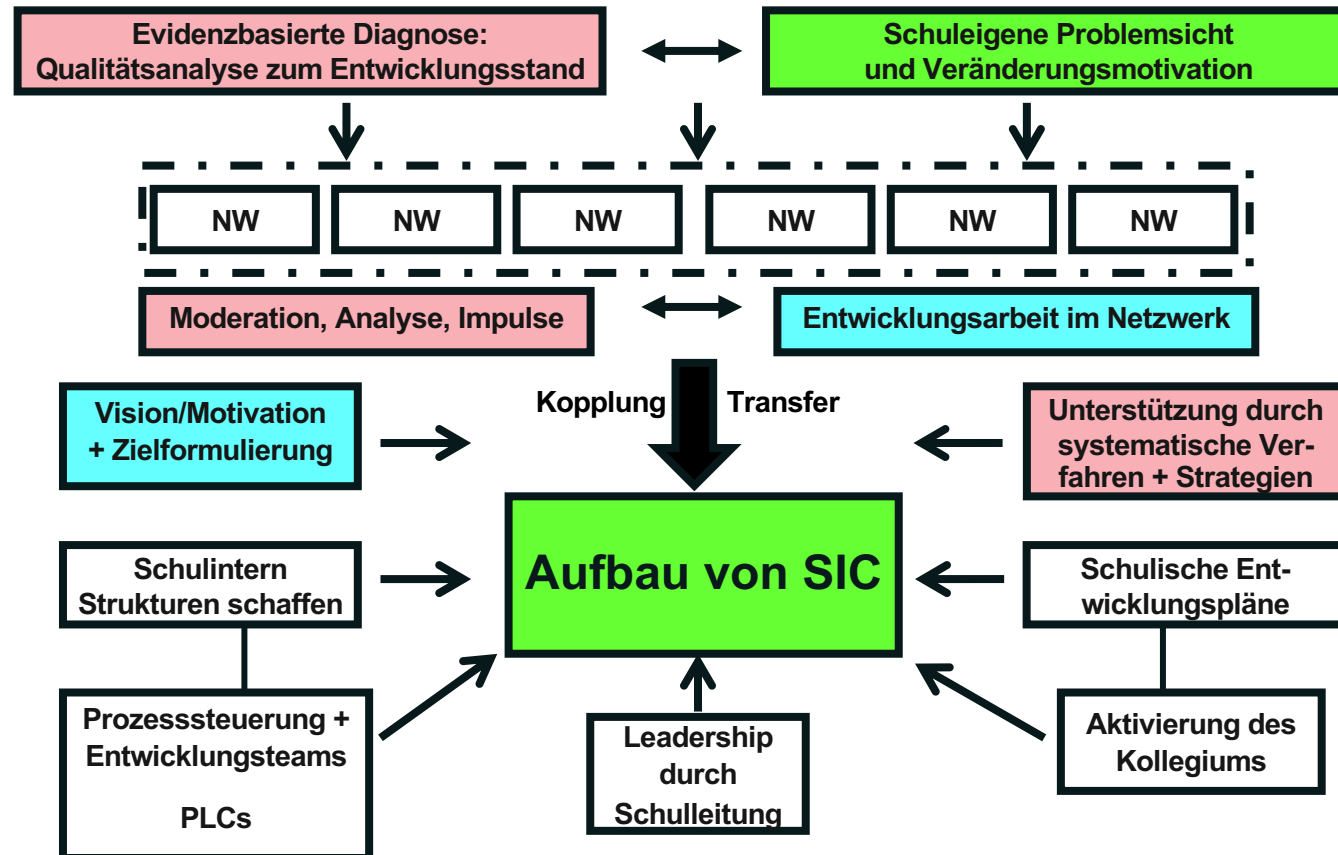 Evidenzbasierte Diagnose:
Qualitätsanalyse zum Entwicklungsstand
Schuleigene Problemsicht
und Veränderungsmotivation
NW
NW
NW
NW
NW
NW
Moderation, Analyse, Impulse
Entwicklungsarbeit im Netzwerk
Kopplung
Transfer
Vision/Motivation
+ Zielformulierung
Unterstützung durch
systematische Ver-
fahren + Strategien
Aufbau von SIC
Schulintern
Strukturen schaffen
Schulische Ent-
wicklungspläne
Prozesssteuerung +
Entwicklungsteams
PLCs
Leadership
durch
Schulleitung
Aktivierung des
Kollegiums